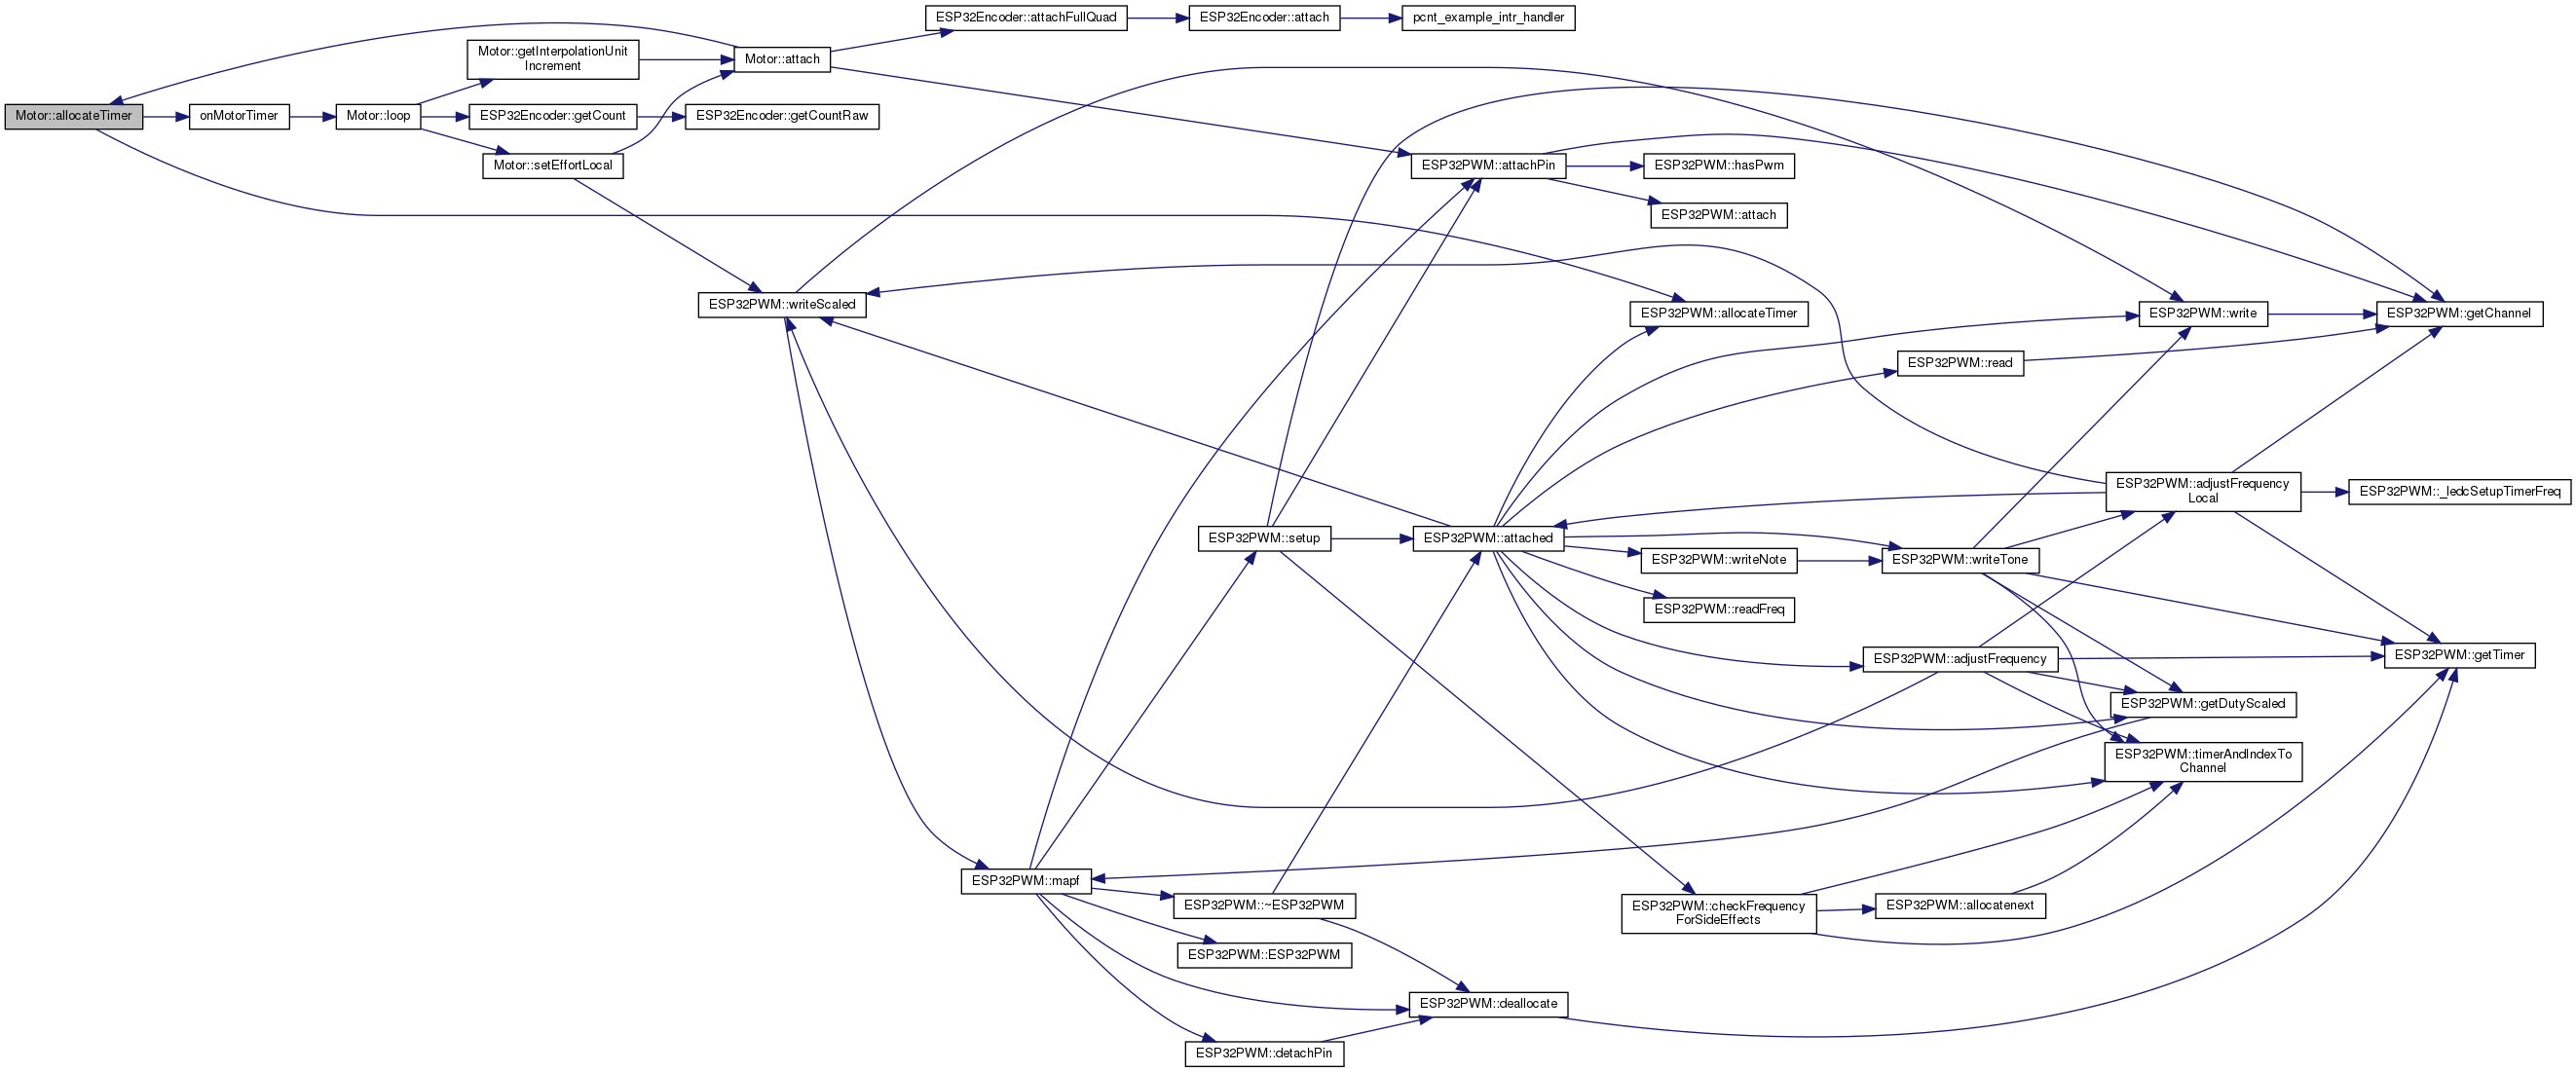 ESP32Encoder::attachFullQuad
ESP32Encoder::attach
pcnt_example_intr_handler
Motor::getInterpolationUnit
Increment
Motor::attach
Motor::allocateTimer
onMotorTimer
Motor::loop
ESP32Encoder::getCount
ESP32Encoder::getCountRaw
Motor::setEffortLocal
ESP32PWM::attachPin
ESP32PWM::hasPwm
ESP32PWM::attach
ESP32PWM::writeScaled
ESP32PWM::allocateTimer
ESP32PWM::write
ESP32PWM::getChannel
ESP32PWM::read
ESP32PWM::adjustFrequency
Local
ESP32PWM::_ledcSetupTimerFreq
ESP32PWM::setup
ESP32PWM::attached
ESP32PWM::writeNote
ESP32PWM::writeTone
ESP32PWM::readFreq
ESP32PWM::adjustFrequency
ESP32PWM::getTimer
ESP32PWM::getDutyScaled
ESP32PWM::timerAndIndexTo
Channel
ESP32PWM::mapf
ESP32PWM::~ESP32PWM
ESP32PWM::checkFrequency
ForSideEffects
ESP32PWM::allocatenext
ESP32PWM::ESP32PWM
ESP32PWM::deallocate
ESP32PWM::detachPin